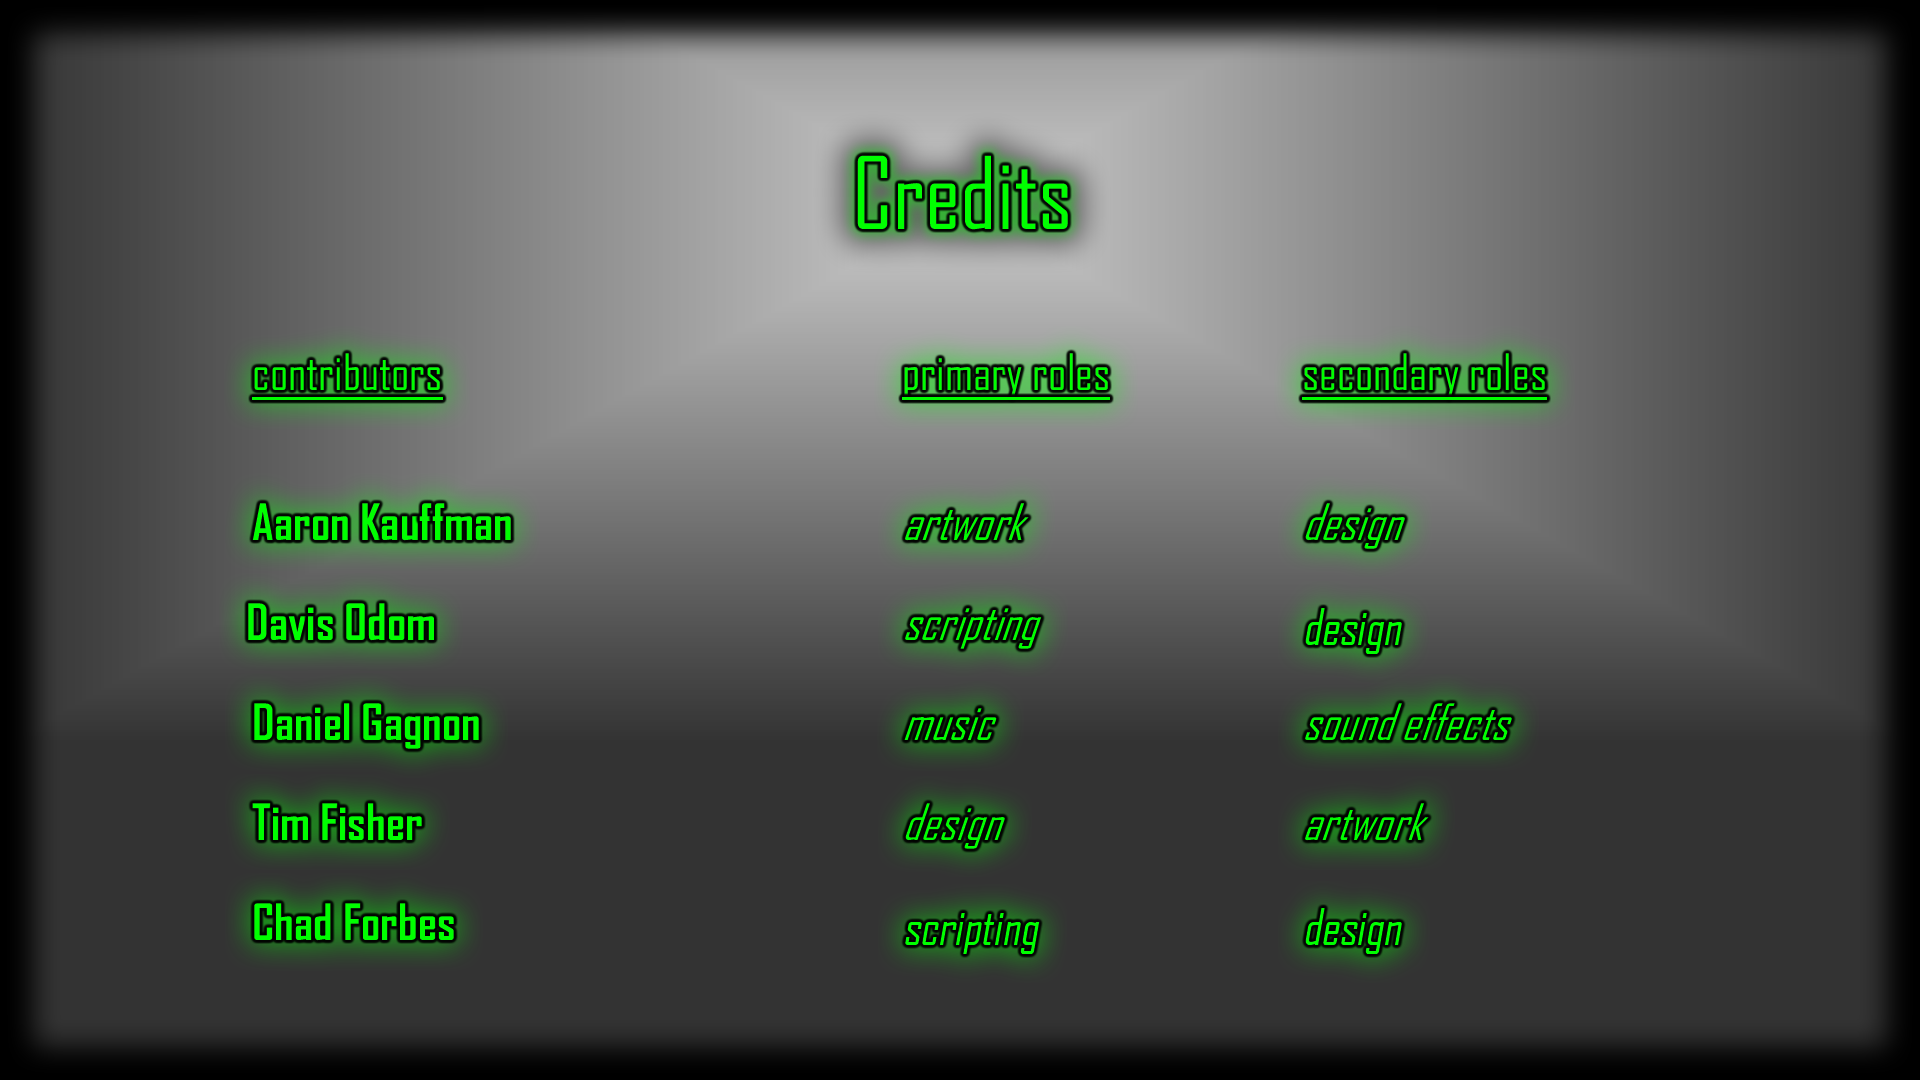 Credits
contributors primary roles secondary roles
Aaron Kauffman artwork design
Davis Odom scripting design
Daniel Gagnon music sound effects
Tim Fisher design artwork
Chad Forbes scripting design